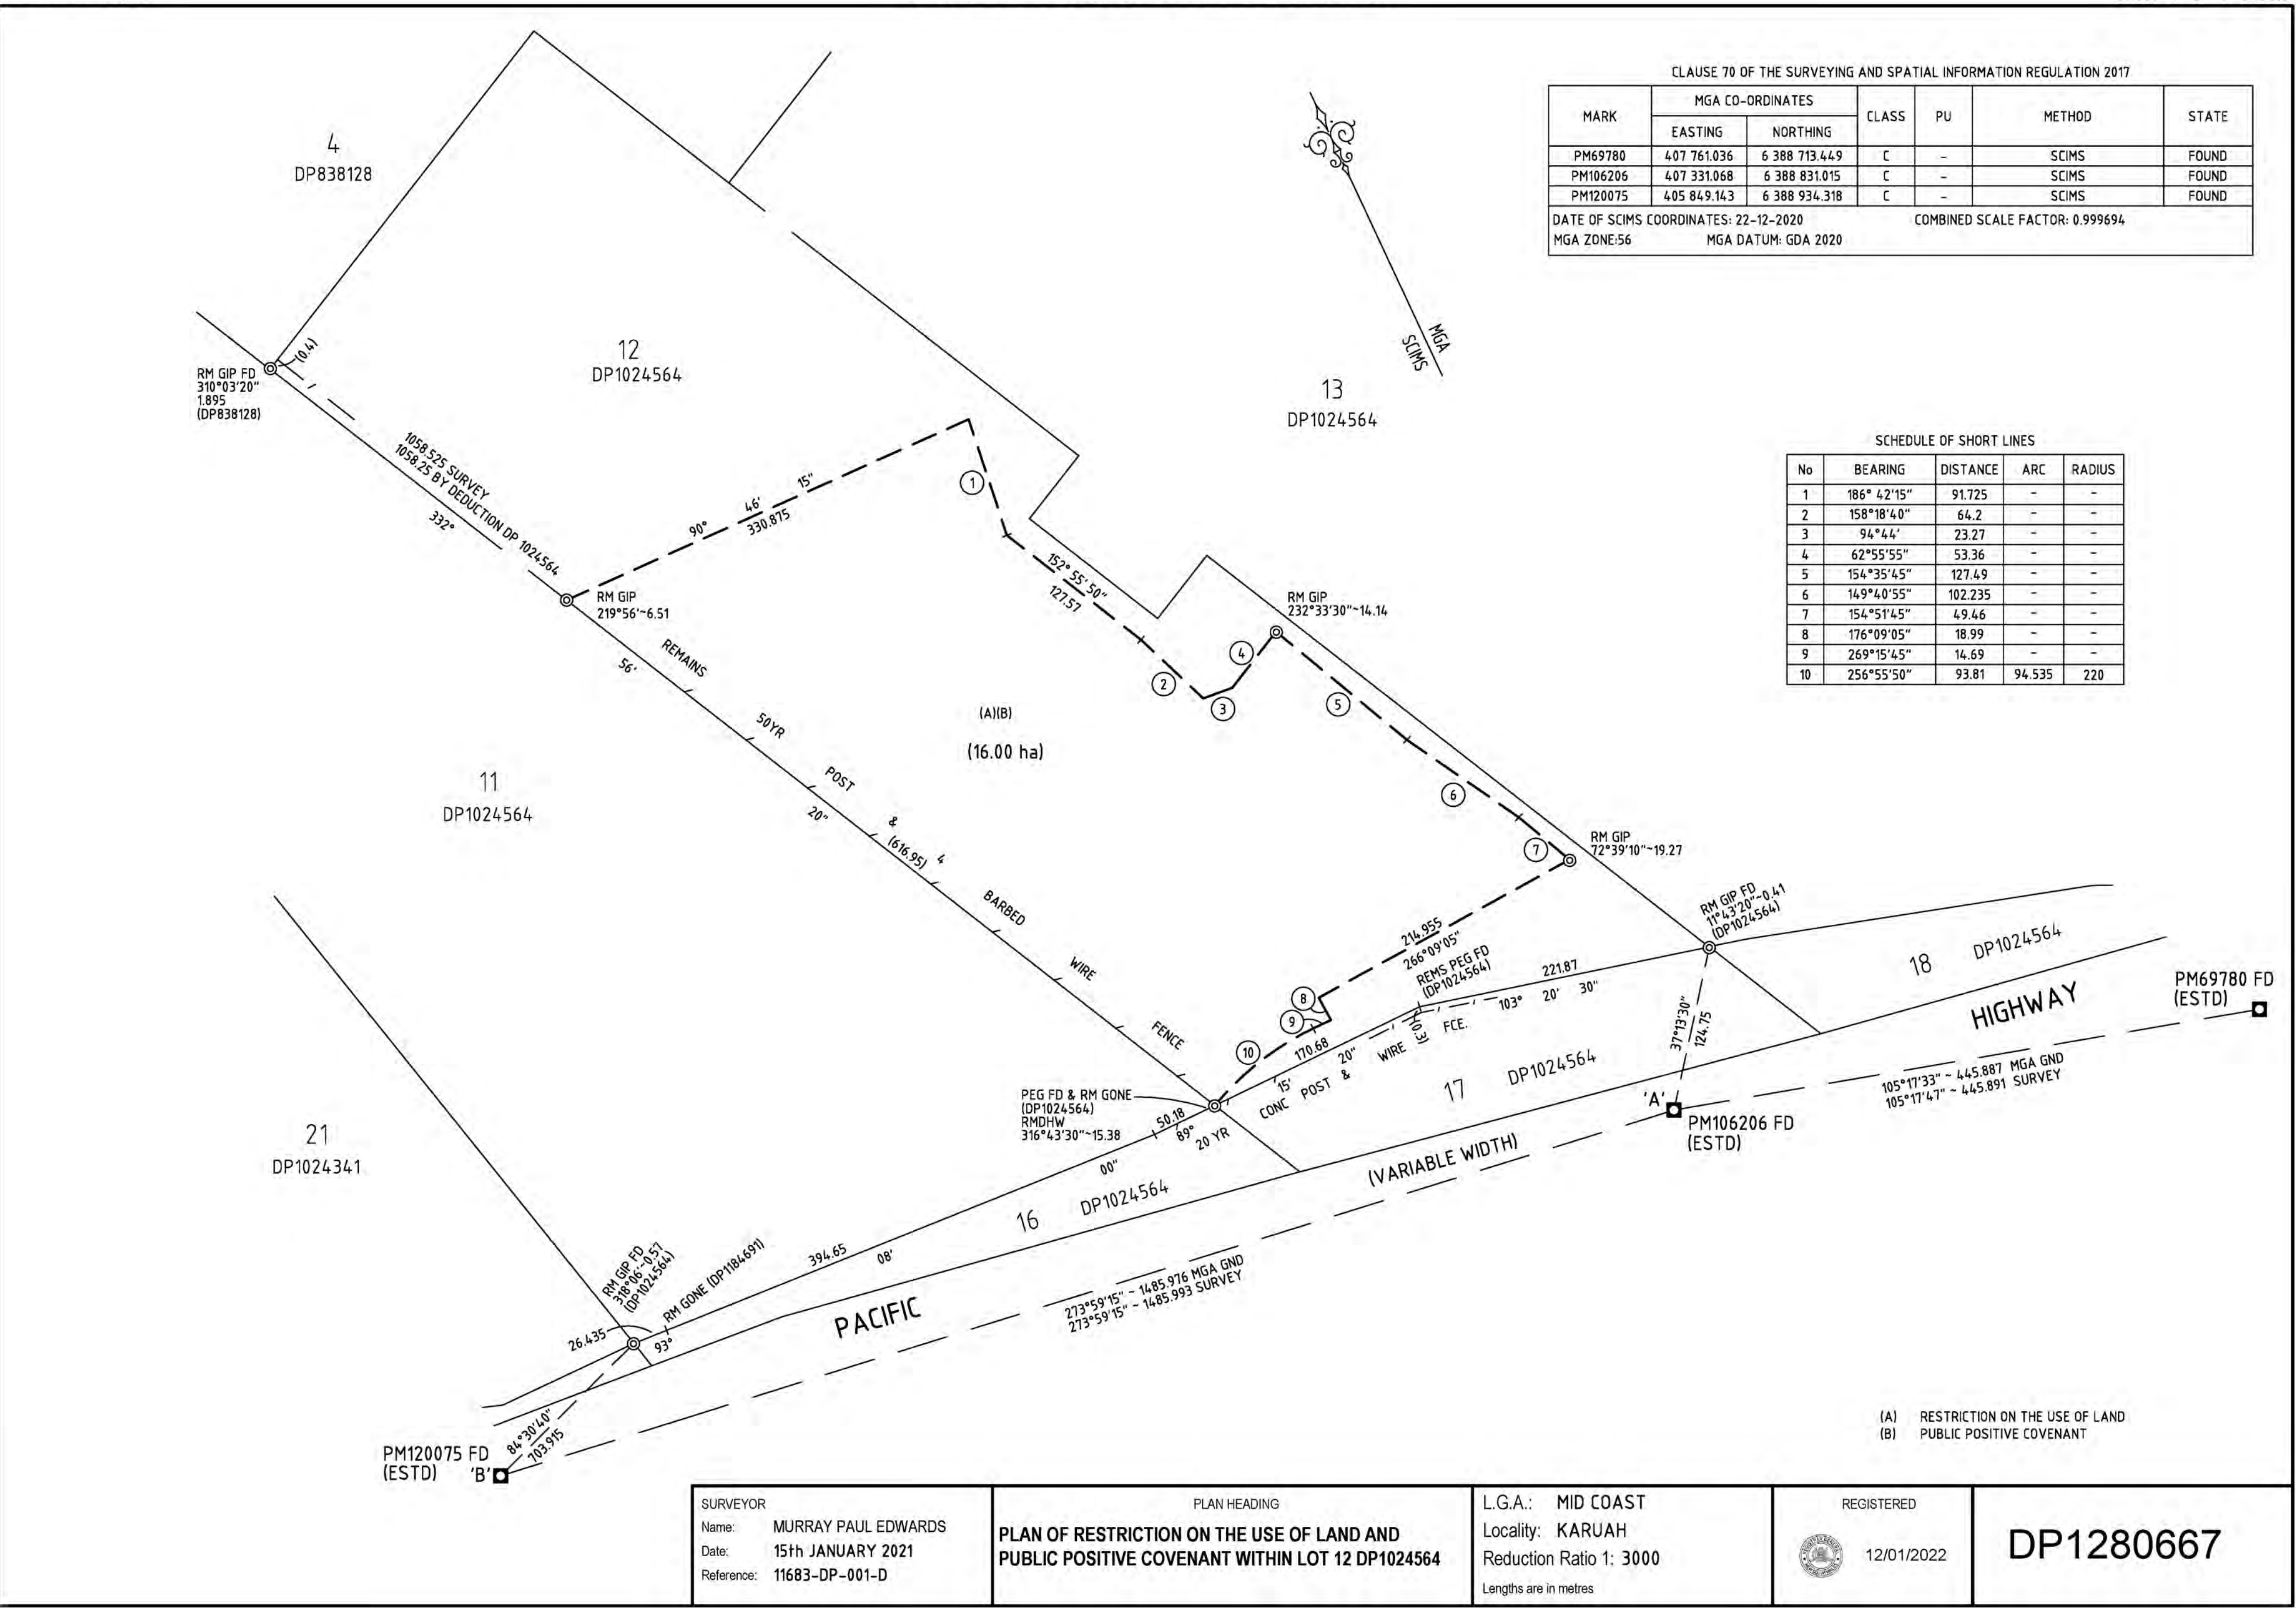 CLAUSE 70 OF THE SURVEYING AND SPATIAL INFORMATION REGULATION 2017
MARK MGA CO-ORDINATES CLASS PU METHOD STATE
EASTING NORTHING
PM69780 407 761.036 6 388 713.449 C - SCIMS FOUND
PM106206 407 331.068 6 388 831.015 C - SCIMS FOUND
PM120075 405 849.143 6 388 934.318 C - SCIMS FOUND
DATE OF SCIMS COORDINATES: 22-12-2020 COMBINED SCALE FACTOR: 0.999694
MGA ZONE:56 MGA DATUM: GDA 2020
MGA
SCIMS
4
DP838128
12
DP1024564
13
DP1024564
(0.4)
RM GIP FD
310°03'20"
1.895
(DP838128)
1058.525 SURVEY
1058.25 BY DEDUCTION DP 1024564
332°
56'
20"
90° 46' 15"
330.875
RM GIP
219°56'~6.51
1
152° 55' 50"
127.57
RM GIP
232°33'30"~14.14
2
3
4
5
6
7
SCHEDULE OF SHORT LINES
No BEARING DISTANCE ARC RADIUS
1 186° 42'15" 91.725 - -
2 158°18'40" 64.2 - -
3 94°44' 23.27 - -
4 62°55'55" 53.36 - -
5 154°35'45" 127.49 - -
6 149°40'55" 102.235 - -
7 154°51'45" 49.46 - -
8 176°09'05" 18.99 - -
9 269°15'45" 14.69 - -
10 256°55'50" 93.81 94.535 220
REMAINS 50YR POST & 4 BARBED WIRE FENCE
(616.95)
(A)(B)
(16.00 ha)
11
DP1024564
RM GIP
72°39'10"~19.27
214.955
266°09'05"
REMS PEG FD
(DP1024564)
RM GIP FD
11°43'20"~0.41
(DP1024564)
221.87
103° 20' 30"
8
9
10
170.68
15' 20"
(0.3)
CONC POST & WIRE FCE.
17 DP1024564
18 DP1024564
37°13'30"
124.75
PM69780 FD
(ESTD)
HIGHWAY
105°17'33" ~ 445.887 MGA GND
105°17'47" ~ 445.891 SURVEY
'A'
PM106206 FD
(ESTD)
PEG FD & RM GONE
(DP1024564)
RMDHW
316°43'30"~15.38
50.18
89°
20 YR
00"
16 DP1024564
(VARIABLE WIDTH)
21
DP1024341
RM GIP FD
318°06'~0.57
(DP1024564)
RM GONE (DP1184691)
394.65
08'
26.435
93°
PACIFIC
273°59'15" ~ 1485.976 MGA GND
273°59'15" ~ 1485.993 SURVEY
84°30'40"
703.915
PM120075 FD
(ESTD) 'B'
(A) RESTRICTION ON THE USE OF LAND
(B) PUBLIC POSITIVE COVENANT
SURVEYOR
Name: MURRAY PAUL EDWARDS
Date: 15th JANUARY 2021
Reference: 11683-DP-001-D
PLAN HEADING
PLAN OF RESTRICTION ON THE USE OF LAND AND
PUBLIC POSITIVE COVENANT WITHIN LOT 12 DP1024564
L.G.A.: MID COAST
Locality: KARUAH
Reduction Ratio 1: 3000
Lengths are in metres
REGISTERED
12/01/2022
DP1280667